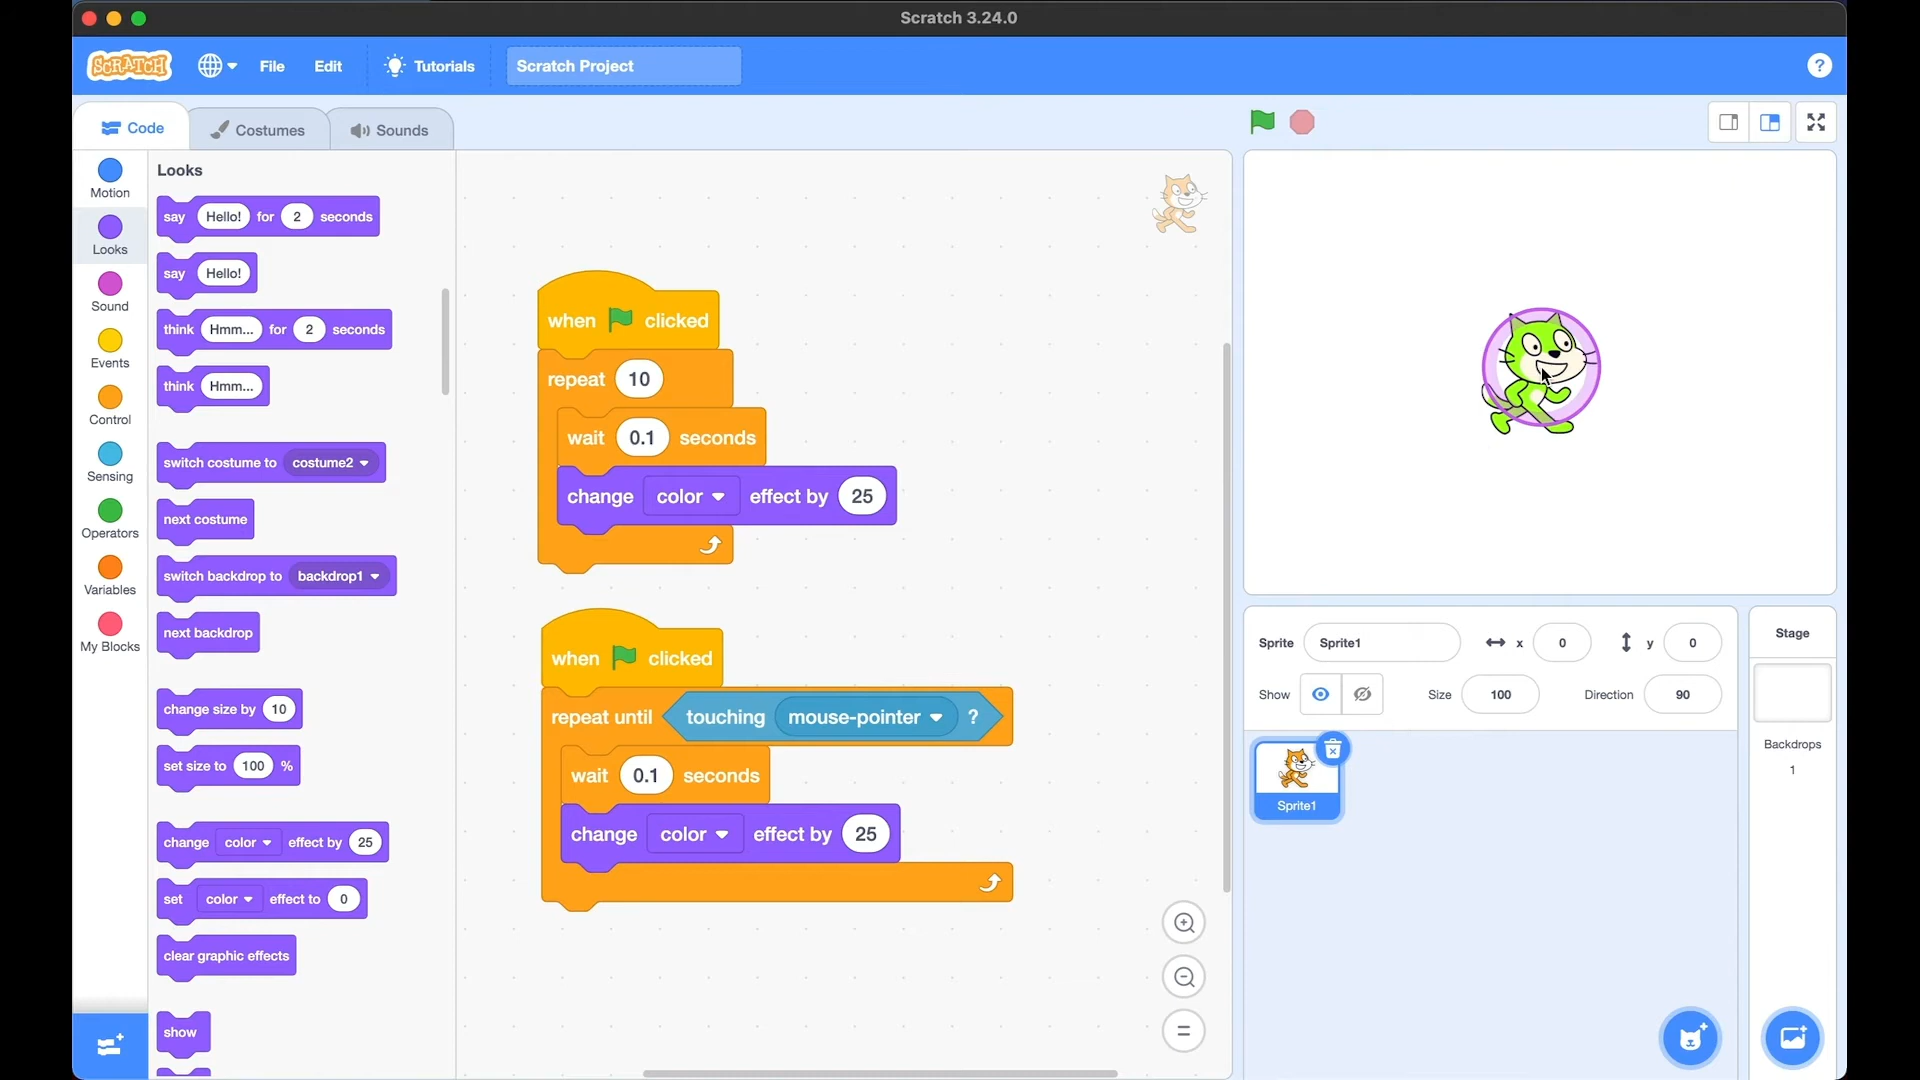 Scratch 3.24.0
SCRATCH File Edit Tutorials Scratch Project ?
Code Costumes Sounds
Motion
Looks
Sound
Events
Control
Sensing
Operators
Variables
My Blocks
Looks
say Hello! for 2 seconds
say Hello!
think Hmm... for 2 seconds
think Hmm...
switch costume to costume2
next costume
switch backdrop to backdrop1
next backdrop
change size by 10
set size to 100 %
change color effect by 25
set color effect to 0
clear graphic effects
show
when clicked
repeat 10
wait 0.1 seconds
change color effect by 25
when clicked
repeat until touching mouse-pointer ?
wait 0.1 seconds
change color effect by 25
Sprite Sprite1 x 0 y 0
Show Size 100 Direction 90
Sprite1
Stage
Backdrops
1